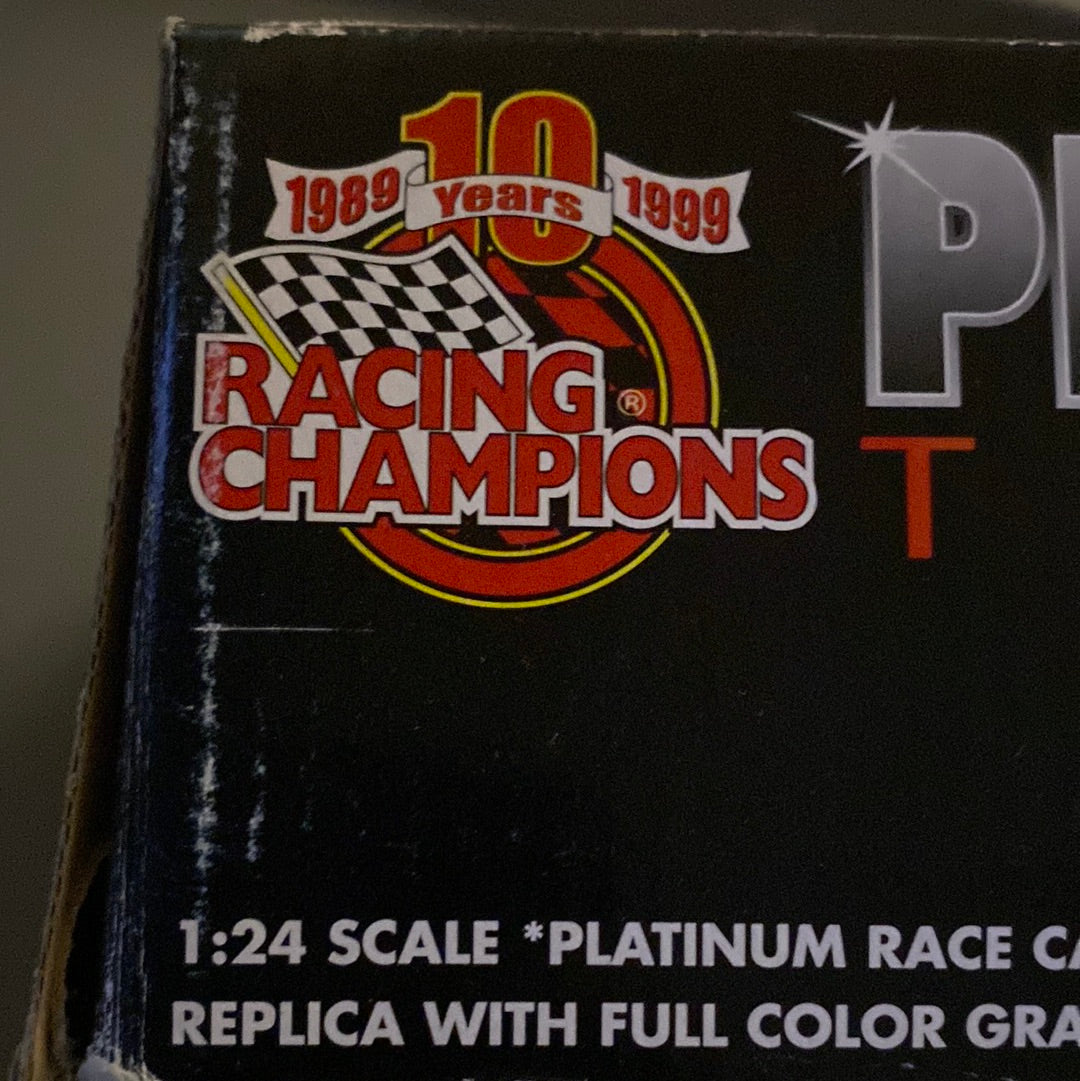 10
1989 Years 1999
RACING
CHAMPIONS®
T
1:24 SCALE *PLATINUM RACE
REPLICA WITH FULL COLOR